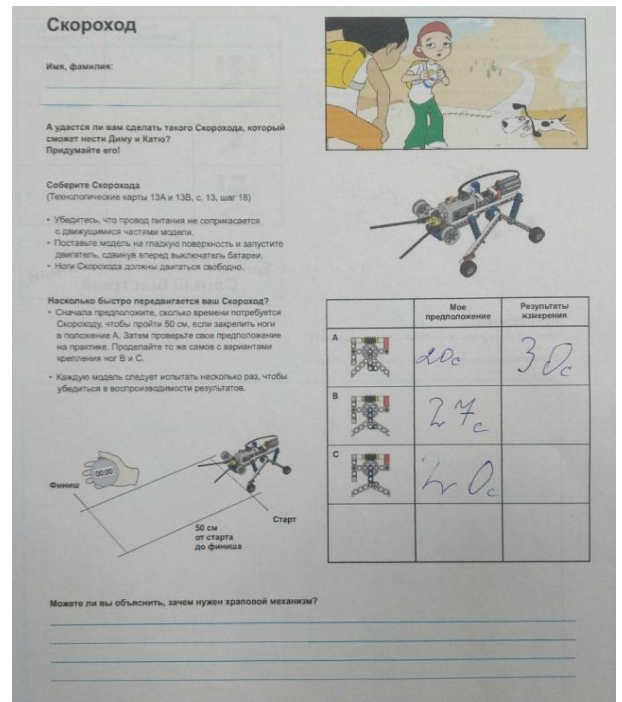 Скороход
Имя, фамилия:
А удастся ли вам сделать такого Скорохода, который
сможет нести Диму и Катю?
Придумайте его!
Соберите Скорохода
(Технологические карты 13А и 13В, с. 13, шаг 18)
• Убедитесь, что провод питания не соприкасается
с движущимися частями модели.
• Поставьте модель на гладкую поверхность и запустите
двигатель, сдвинув вперед выключатель батареи.
• Ноги Скорохода должны двигаться свободно.
Насколько быстро передвигается ваш Скороход?
• Сначала предположите, сколько времени потребуется
Скороходу, чтобы пройти 50 см, если закрепить ноги
в положение А. Затем проверьте свое предположение
на практике. Проделайте то же самое с вариантами
крепления ног В и С.
• Каждую модель следует испытать несколько раз, чтобы
убедиться в воспроизводимости результатов.
Мое
предположение
Результаты
измерения
A
20с
30с
B
27с
C
20с
00:00
Финиш
Старт
50 см
от старта
до финиша
Можете ли вы объяснить, зачем нужен храповой механизм?